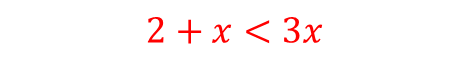 2 + x < 3x